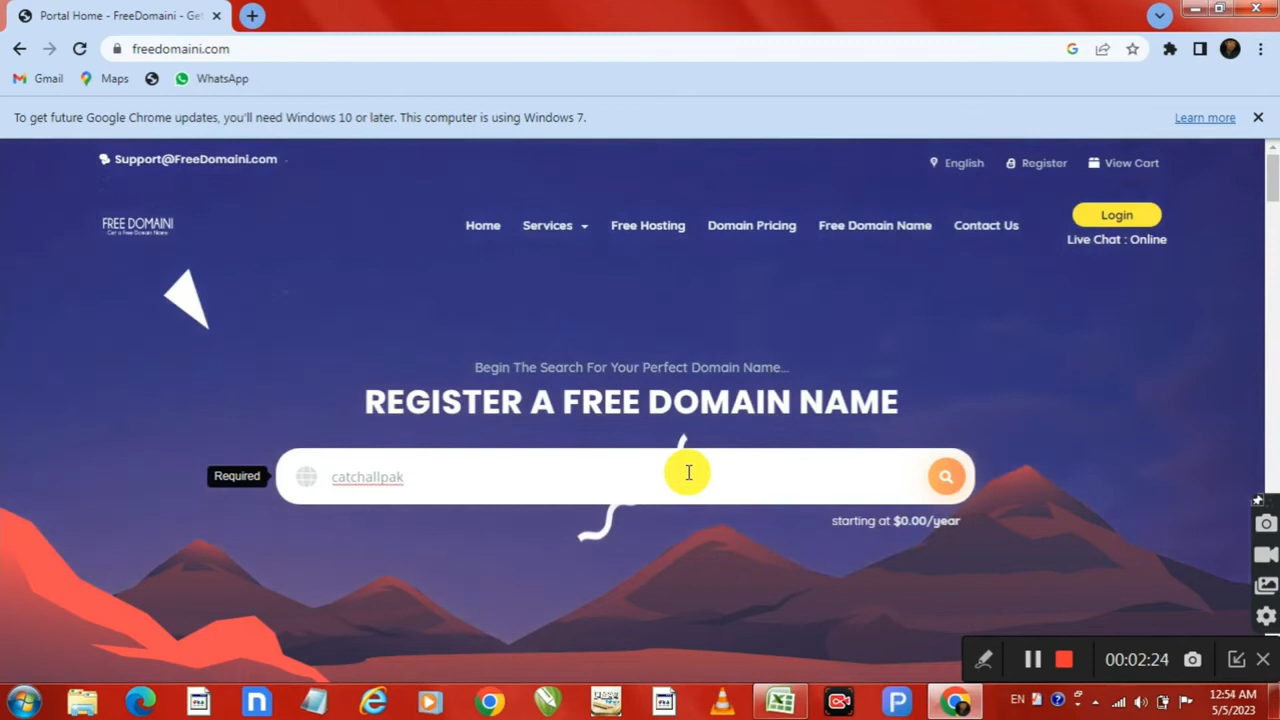 Portal Home - FreeDomaini - Get
freedomaini.com
Gmail Maps WhatsApp
To get future Google Chrome updates, you'll need Windows 10 or later. This computer is using Windows 7. Learn more
Support@FreeDomaini.com
English Register View Cart
FREE DOMAINI
Get a Free Domain Name
Home Services Free Hosting Domain Pricing Free Domain Name Contact Us
Login
Live Chat : Online
Begin The Search For Your Perfect Domain Name...
REGISTER A FREE DOMAIN NAME
Required
catchallpak
starting at $0.00/year
00:02:24
EN
12:54 AM
5/5/2023